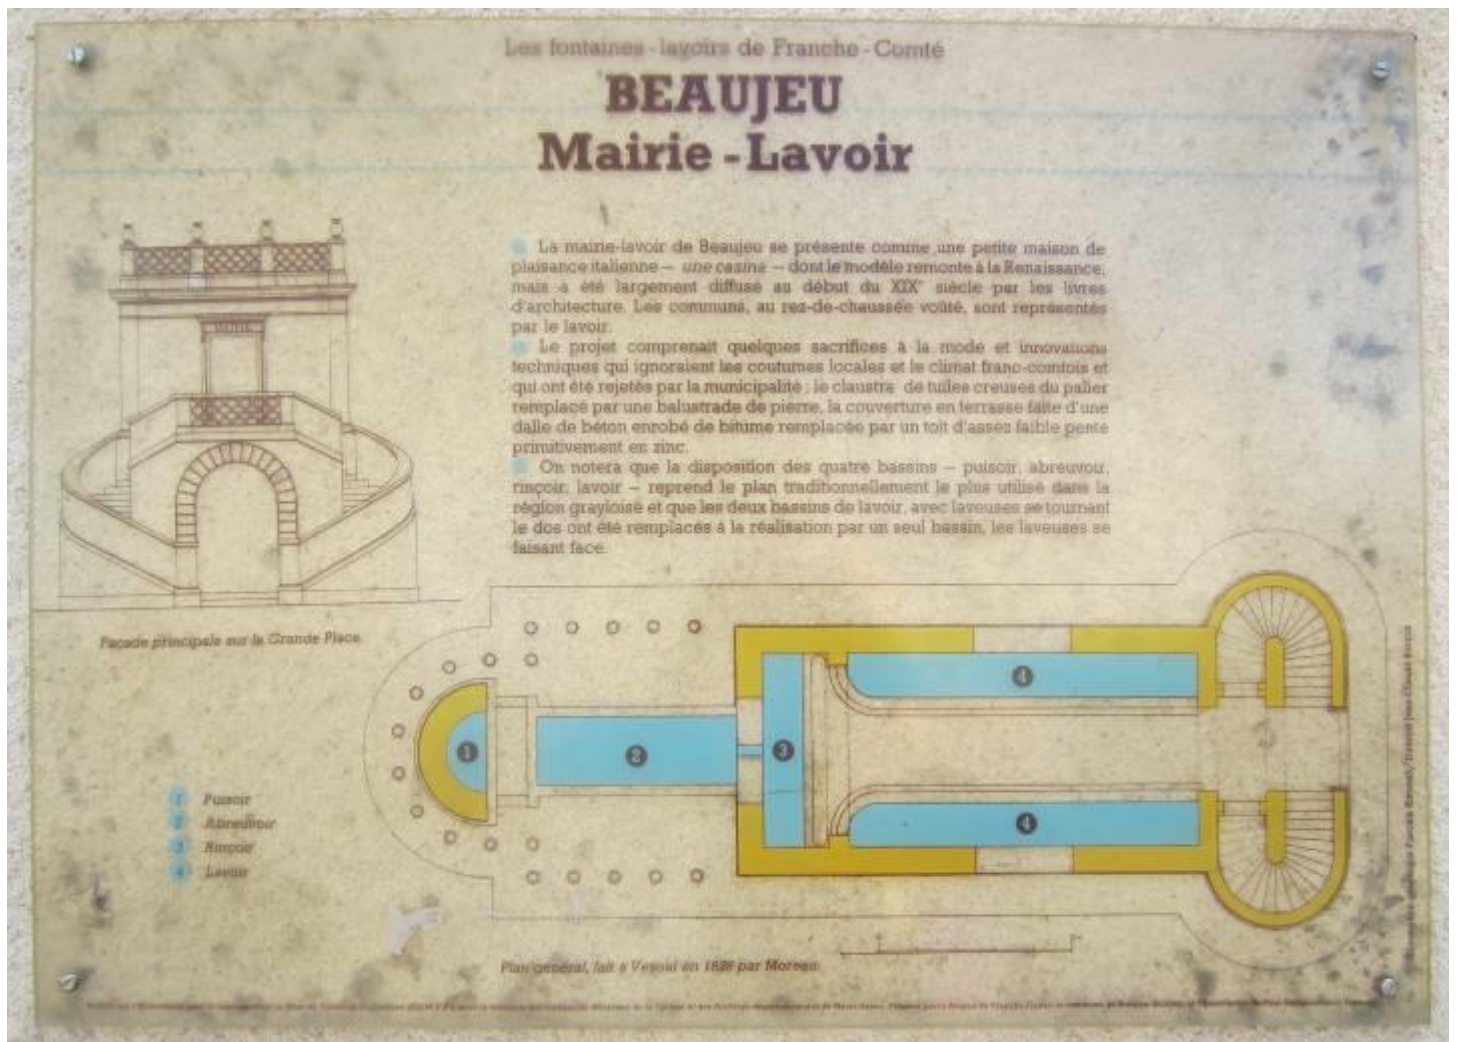 Les fontaines-lavoirs de Franche-Comté
BEAUJEU
Mairie-Lavoir
La mairie-lavoir de Beaujeu se présente comme une petite maison de
plaisance italienne — une casina — dont le modèle remonte à la Renaissance,
mais a été largement diffusé au début du XIXe siècle par les livres
d'architecture. Les communs, au rez-de-chaussée voûté, sont représentés
par le lavoir.
Le projet comprenait quelques sacrifices à la mode et innovations
techniques qui ignoraient les coutumes locales et le climat franc-comtois et
qui ont été rejetés par la municipalité : le claustra de tuiles creuses du palier
remplacé par une balustrade de pierre, la couverture en terrasse faite d'une
dalle de béton enrobé de bitume remplacée par un toit d'assez faible pente
primitivement en zinc.
On notera que la disposition des quatre bassins — puisoir, abreuvoir,
rinçoir, lavoir — reprend le plan traditionnellement le plus utilisé dans la
région grayloise et que les deux bassins de lavoir, avec laveuses se tournant
le dos ont été remplacés à la réalisation par un seul bassin, les laveuses se
faisant face.
Façade principale sur la Grande Place.
1
2
3
4
4
1 Puisoir
2 Abreuvoir
3 Rinçoir
4 Lavoir
Plan général, fait à Vesoul en par Moreau.